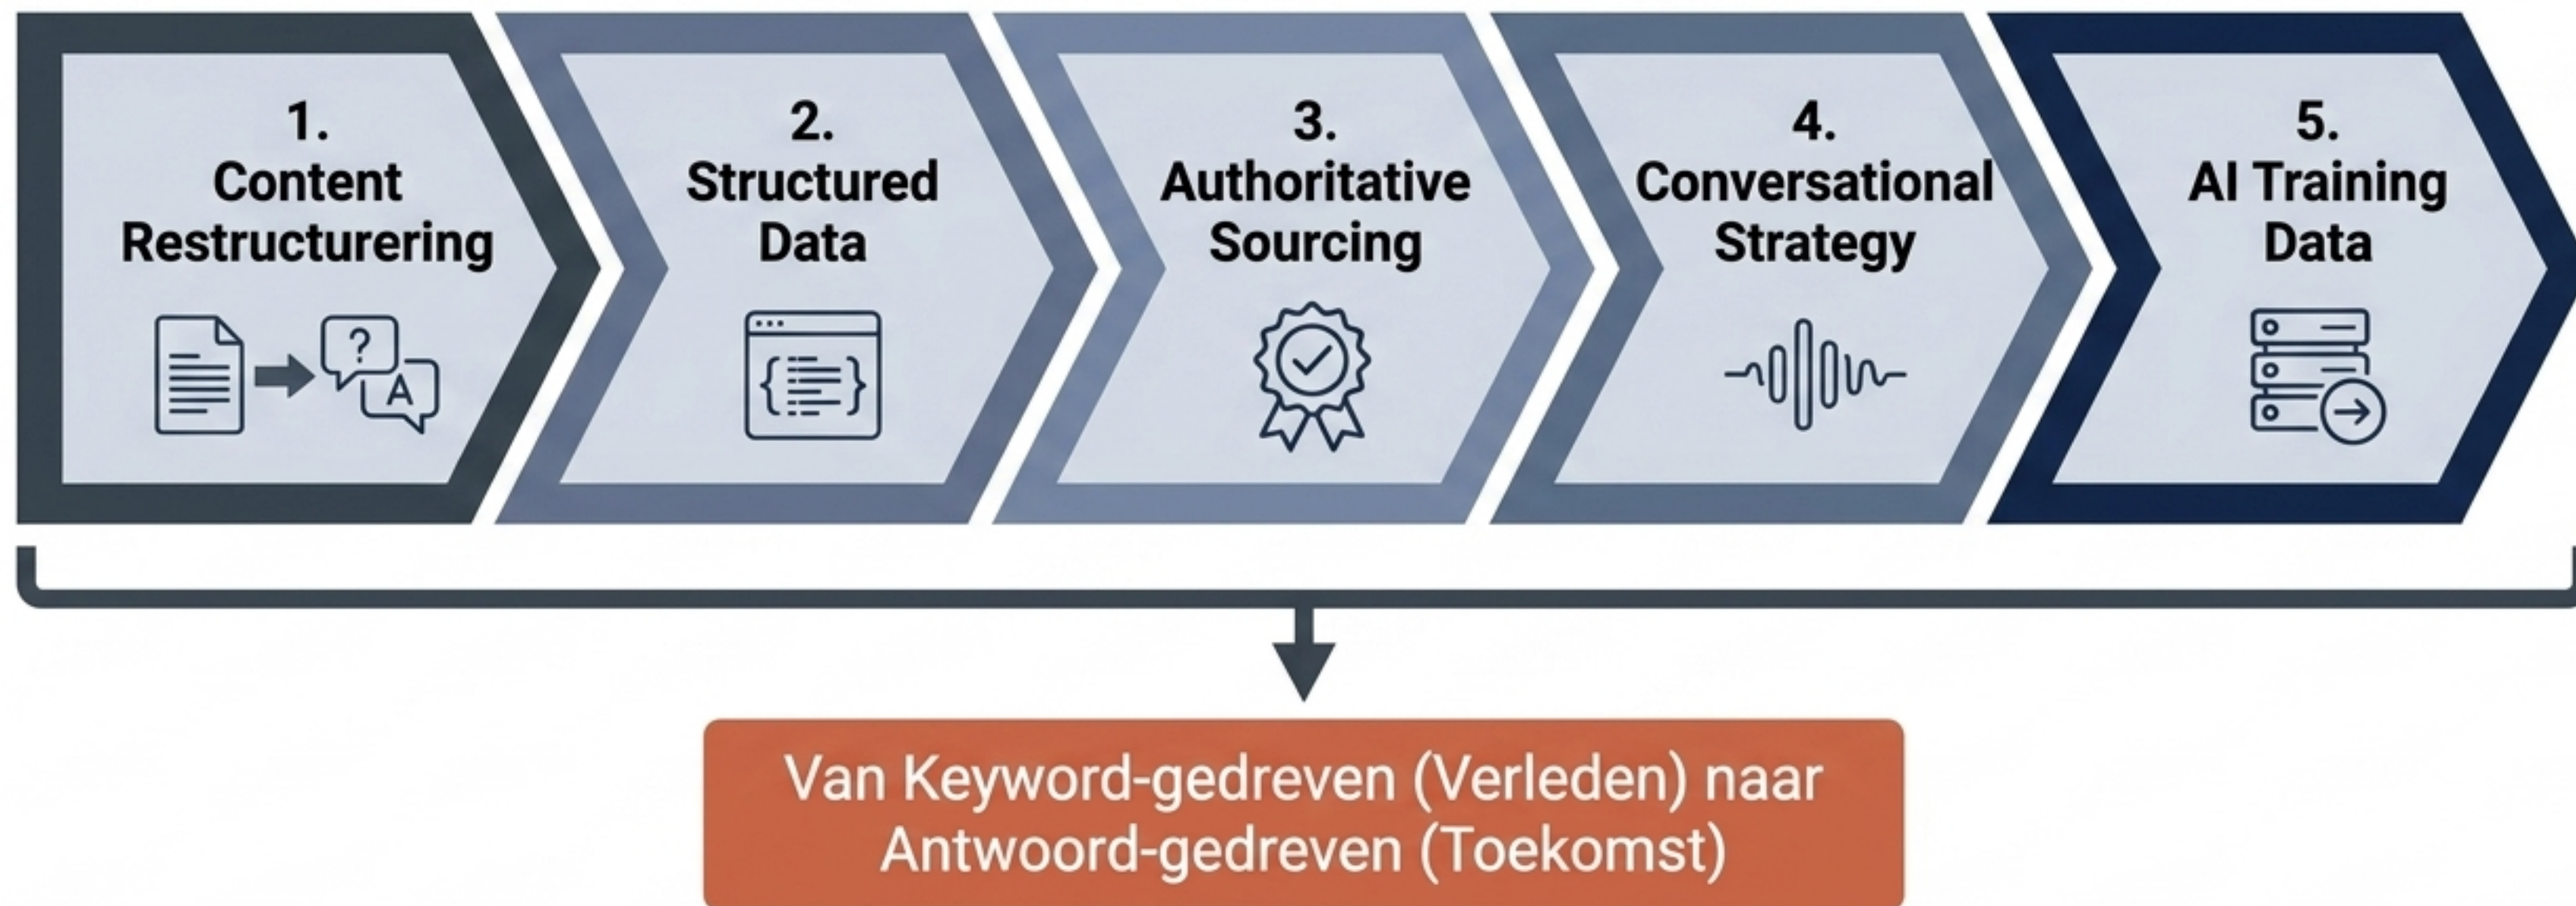 1.
Content
Restructurering
? A
2.
Structured
Data
3.
Authoritative
Sourcing
4.
Conversational
Strategy
5.
AI Training
Data
Van Keyword-gedreven (Verleden) naar
Antwoord-gedreven (Toekomst)